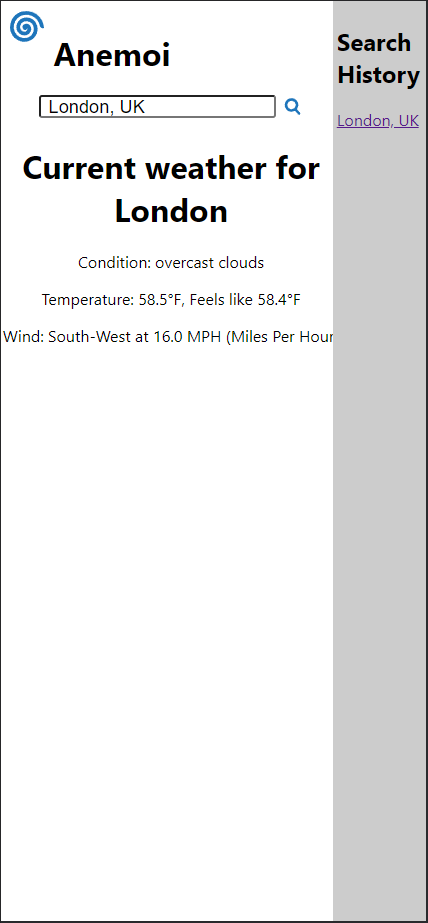 Anemoi
London, UK
Current weather for
London
Condition: overcast clouds
Temperature: 58.5°F, Feels like 58.4°F
Wind: South-West at 16.0 MPH (Miles Per Hour
Search
History
London, UK